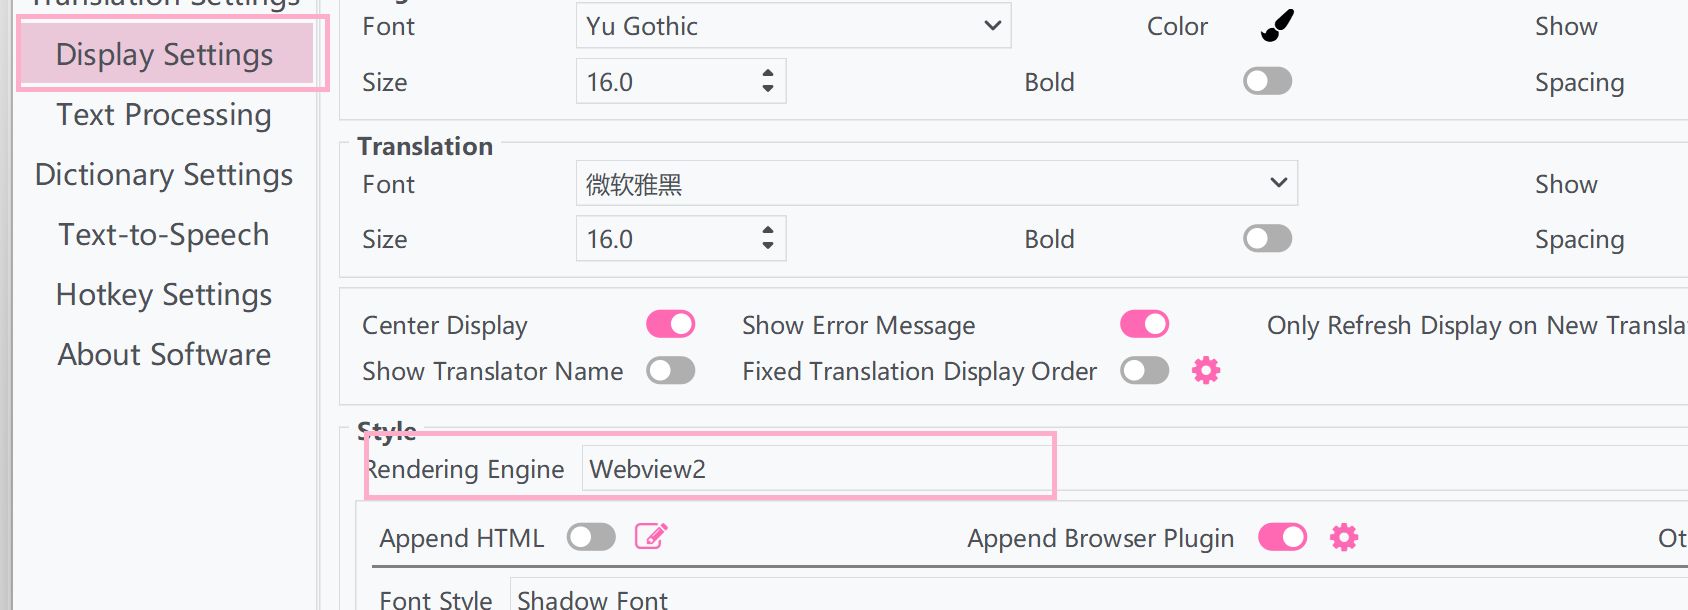 Translation Settings
Display Settings
Text Processing
Dictionary Settings
Text-to-Speech
Hotkey Settings
About Software
Font Yu Gothic Color Show
Size 16.0 Bold Spacing
Translation
Font 微软雅黑 Show
Size 16.0 Bold Spacing
Center Display Show Error Message Only Refresh Display on New Transla
Show Translator Name Fixed Translation Display Order
Style
Rendering Engine Webview2
Append HTML Append Browser Plugin Ot
Font Style Shadow Font